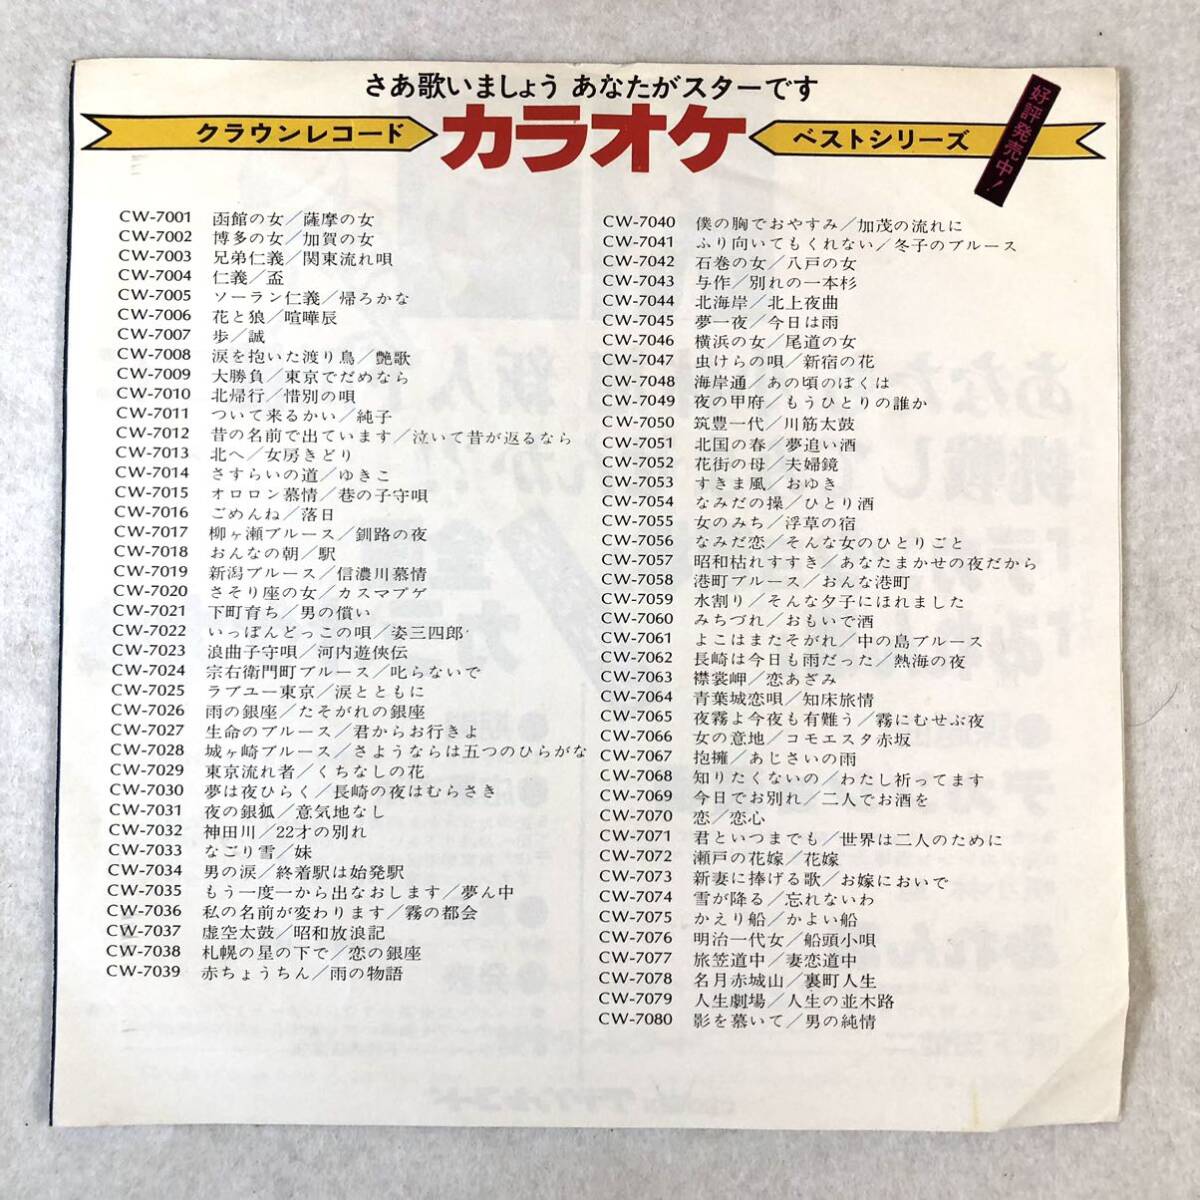 さあ歌いましょう あなたがスターです
クラウンレコード カラオケ ベストシリーズ
好評発売中!
CW-7001 函館の女/薩摩の女
CW-7002 博多の女/加賀の女
CW-7003 兄弟仁義/関東流れ唄
CW-7004 仁義/盃
CW-7005 ソーラン仁義/帰ろかな
CW-7006 花と狼/喧嘩辰
CW-7007 歩/誠
CW-7008 涙を抱いた渡り鳥/艶歌
CW-7009 大勝負/東京でだめなら
CW-7010 北帰行/惜別の唄
CW-7011 ついて来るかい/純子
CW-7012 昔の名前で出ています/泣いて昔が返るなら
CW-7013 北へ/女房きどり
CW-7014 さすらいの道/ゆきこ
CW-7015 オロロン慕情/巷の子守唄
CW-7016 ごめんね/落日
CW-7017 柳ヶ瀬ブルース/釧路の夜
CW-7018 おんなの朝/駅
CW-7019 新潟ブルース/信濃川慕情
CW-7020 さそり座の女/カスマプゲ
CW-7021 下町育ち/男の償い
CW-7022 いっぽんどっこの唄/姿三四郎
CW-7023 浪曲子守唄/河内遊侠伝
CW-7024 宗右衛門町ブルース/叱らないで
CW-7025 ラブユー東京/涙とともに
CW-7026 雨の銀座/たそがれの銀座
CW-7027 生命のブルース/君からお行きよ
CW-7028 城ヶ崎ブルース/さようならは五つのひらがな
CW-7029 東京流れ者/くちなしの花
CW-7030 夢は夜ひらく/長崎の夜はむらさき
CW-7031 夜の銀狐/意気地なし
CW-7032 神田川/22才の別れ
CW-7033 なごり雪/妹
CW-7034 男の涙/終着駅は始発駅
CW-7035 もう一度一から出なおします/夢ん中
CW-7036 私の名前が変わります/霧の都会
CW-7037 虚空太鼓/昭和放浪記
CW-7038 札幌の星の下で/恋の銀座
CW-7039 赤ちょうちん/雨の物語
CW-7040 僕の胸でおやすみ/加茂の流れに
CW-7041 ふり向いてもくれない/冬子のブルース
CW-7042 石巻の女/八戸の女
CW-7043 与作/別れの一本杉
CW-7044 北海岸/北上夜曲
CW-7045 夢一夜/今日は雨
CW-7046 横浜の女/尾道の女
CW-7047 虫けらの唄/新宿の花
CW-7048 海岸通/あの頃のぼくは
CW-7049 夜の甲府/もうひとりの誰か
CW-7050 筑豊一代/川筋太鼓
CW-7051 北国の春/夢追い酒
CW-7052 花街の母/夫婦鏡
CW-7053 すきま風/おゆき
CW-7054 なみだの操/ひとり酒
CW-7055 女のみち/浮草の宿
CW-7056 なみだ恋/そんな女のひとりごと
CW-7057 昭和枯れすすき/あなたまかせの夜だから
CW-7058 港町ブルース/おんな港町
CW-7059 水割り/そんな夕子にほれました
CW-7060 みちづれ/おもいで酒
CW-7061 よこはまたそがれ/中の島ブルース
CW-7062 長崎は今日も雨だった/熱海の夜
CW-7063 襟裳岬/恋あざみ
CW-7064 青葉城恋唄/知床旅情
CW-7065 夜霧よ今夜も有難う/霧にむせぶ夜
CW-7066 女の意地/コモエスタ赤坂
CW-7067 抱擁/あじさいの雨
CW-7068 知りたくないの/わたし祈ってます
CW-7069 今日でお別れ/二人でお酒を
CW-7070 恋/恋心
CW-7071 君といつまでも/世界は二人のために
CW-7072 瀬戸の花嫁/花嫁
CW-7073 新妻に捧げる歌/お嫁においで
CW-7074 雪が降る/忘れないわ
CW-7075 かえり船/かよい船
CW-7076 明治一代女/船頭小唄
CW-7077 旅笠道中/妻恋道中
CW-7078 名月赤城山/裏町人生
CW-7079 人生劇場/人生の並木路
CW-7080 影を慕いて/男の純情